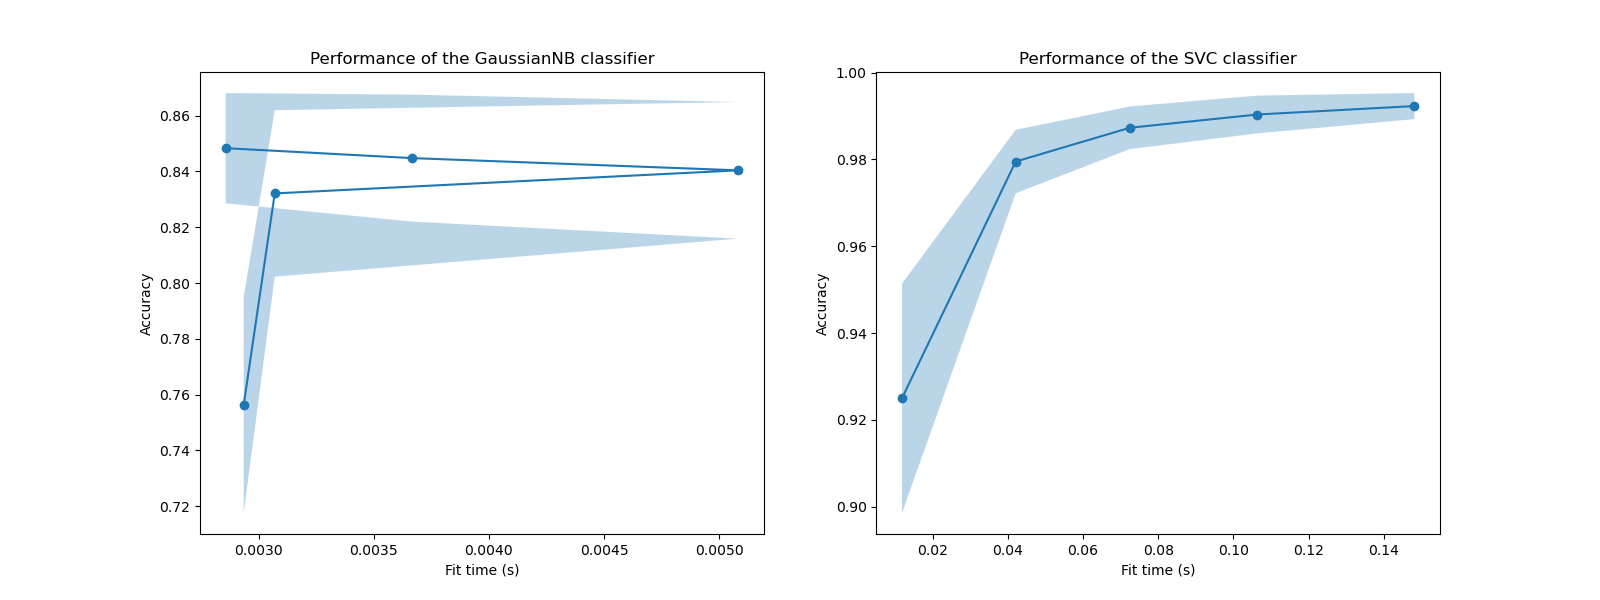 Performance of the GaussianNB classifier
Accuracy
0.86
0.84
0.82
0.80
0.78
0.76
0.74
0.72
0.0030 0.0035 0.0040 0.0045 0.0050
Fit time (s)
Performance of the SVC classifier
Accuracy
1.00
0.98
0.96
0.94
0.92
0.90
0.02 0.04 0.06 0.08 0.10 0.12 0.14
Fit time (s)